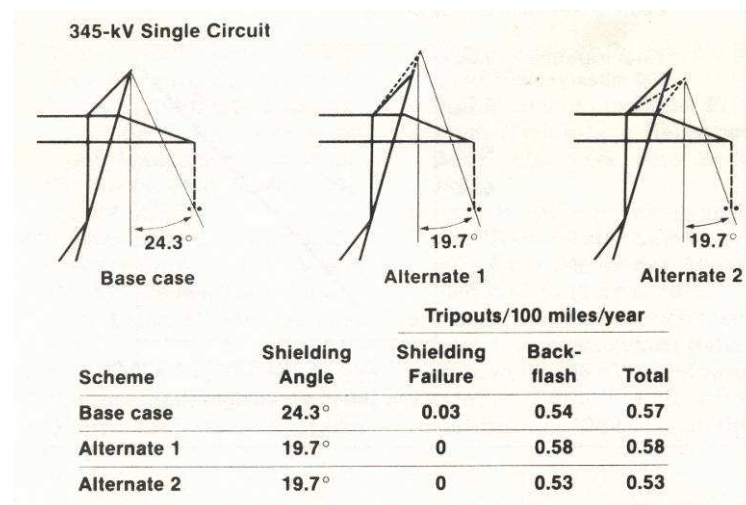 345-kV Single Circuit
24.3°
19.7°
19.7°
Base case
Alternate 1
Alternate 2
Tripouts/100 miles/year
Scheme Shielding Angle Shielding Failure Back-flash Total
Base case 24.3° 0.03 0.54 0.57
Alternate 1 19.7° 0 0.58 0.58
Alternate 2 19.7° 0 0.53 0.53